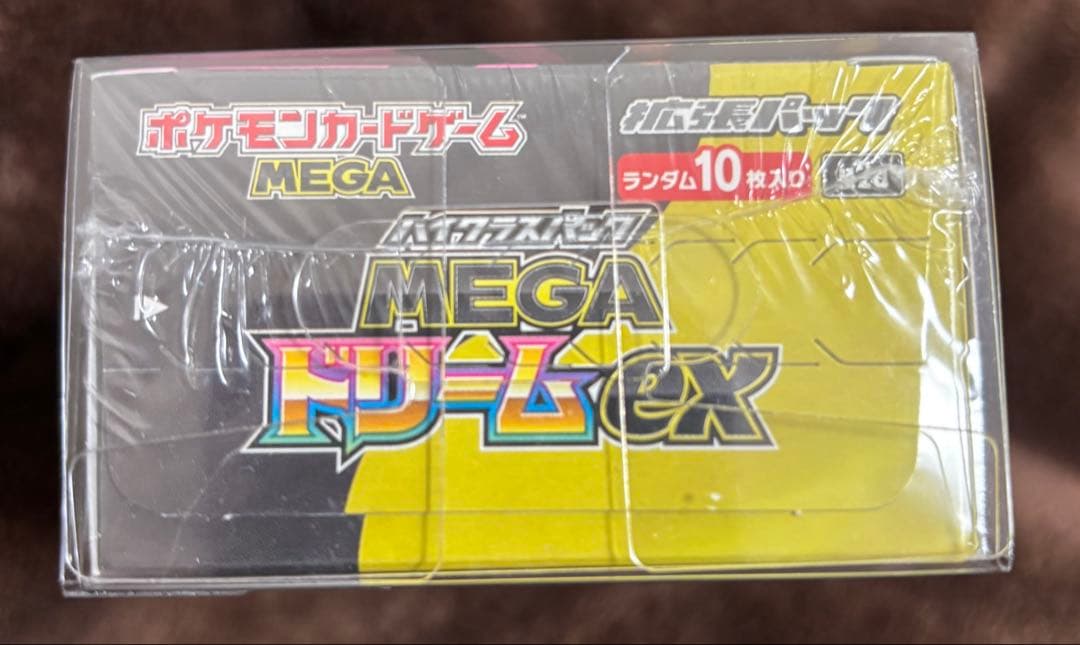 ポケモンカードゲーム
MEGA
拡張パック
ランダム10枚入り
ハイクラスパック
MEGA
ドリームex